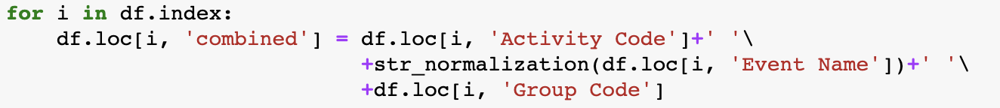 for i in df.index:
    df.loc[i, 'combined'] = df.loc[i, 'Activity Code']+' '\
                            +str_normalization(df.loc[i, 'Event Name'])+' '\
                            +df.loc[i, 'Group Code']